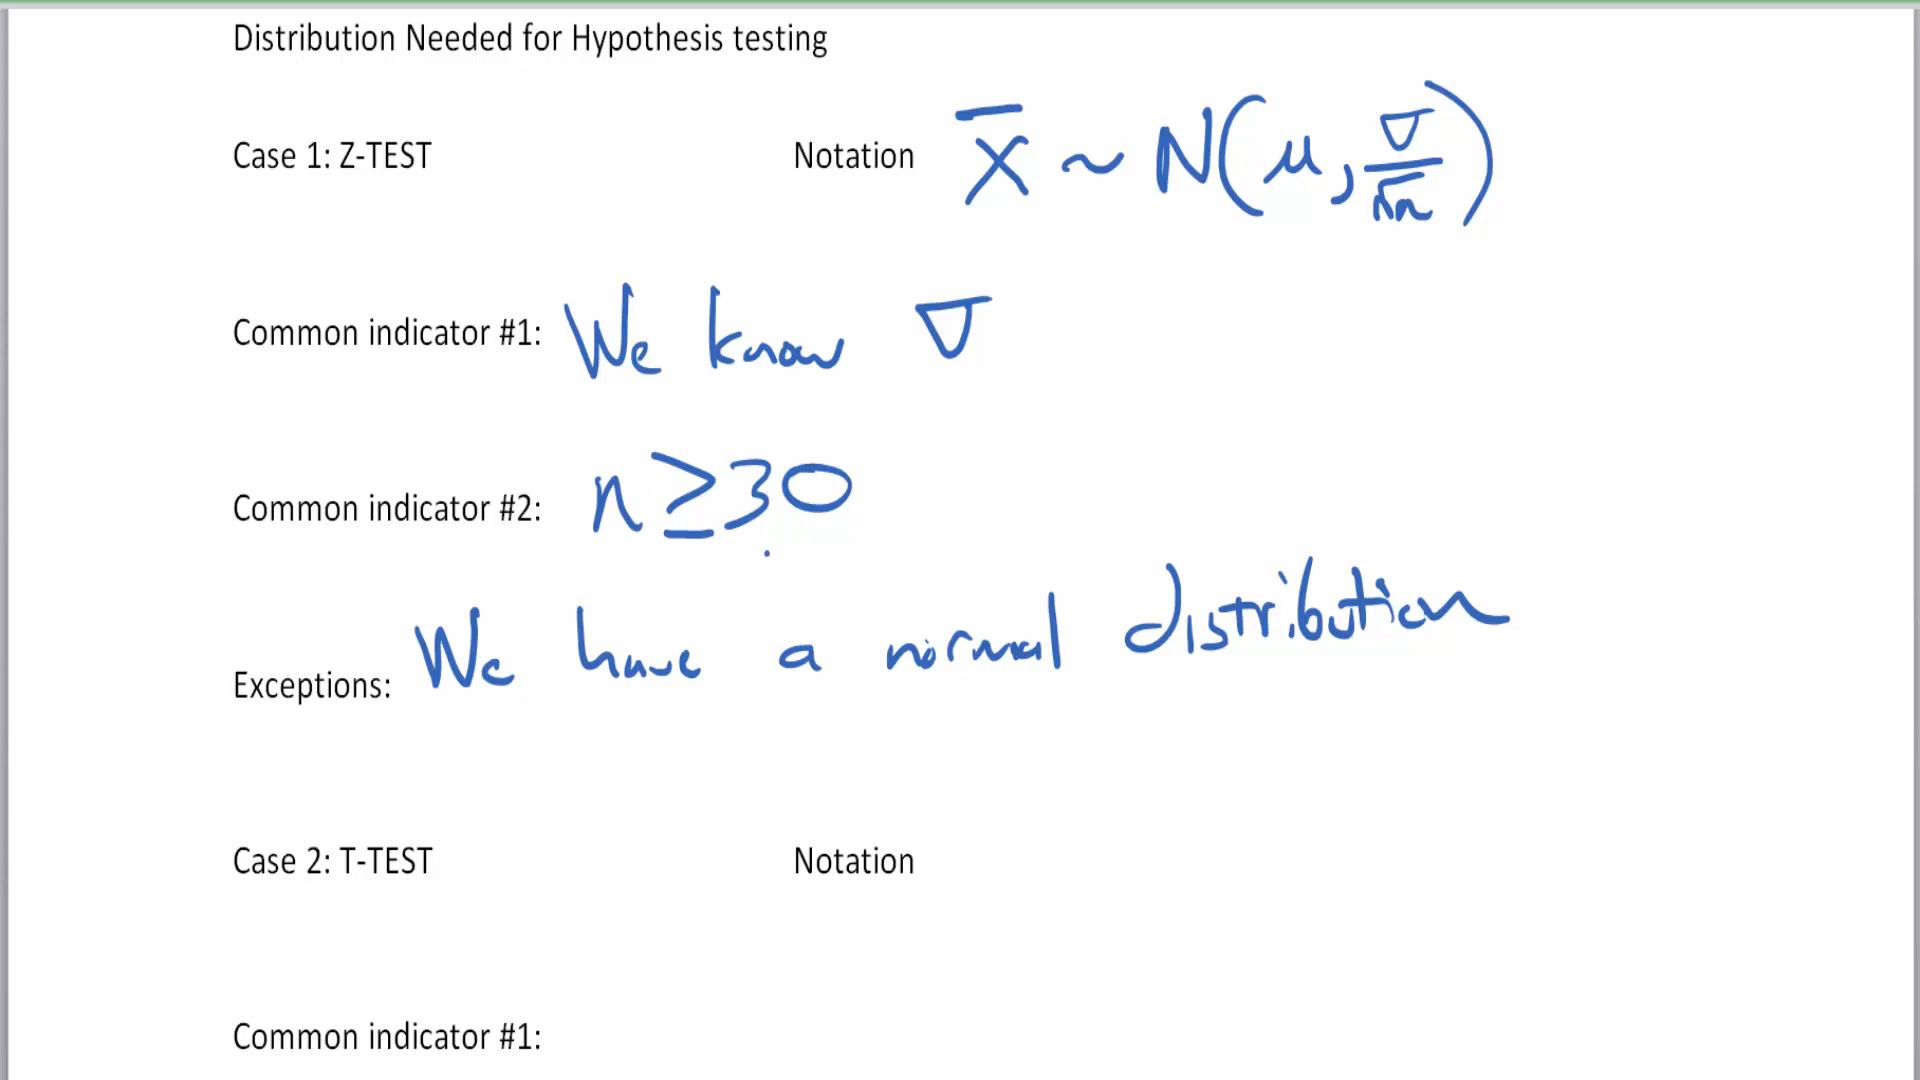 Distribution Needed for Hypothesis testing
Case 1: Z-TEST Notation X̄ ~ N(μ, σ/√n)
Common indicator #1: We know σ
Common indicator #2: n ≥ 30
Exceptions: We have a normal distribution
Case 2: T-TEST Notation
Common indicator #1: